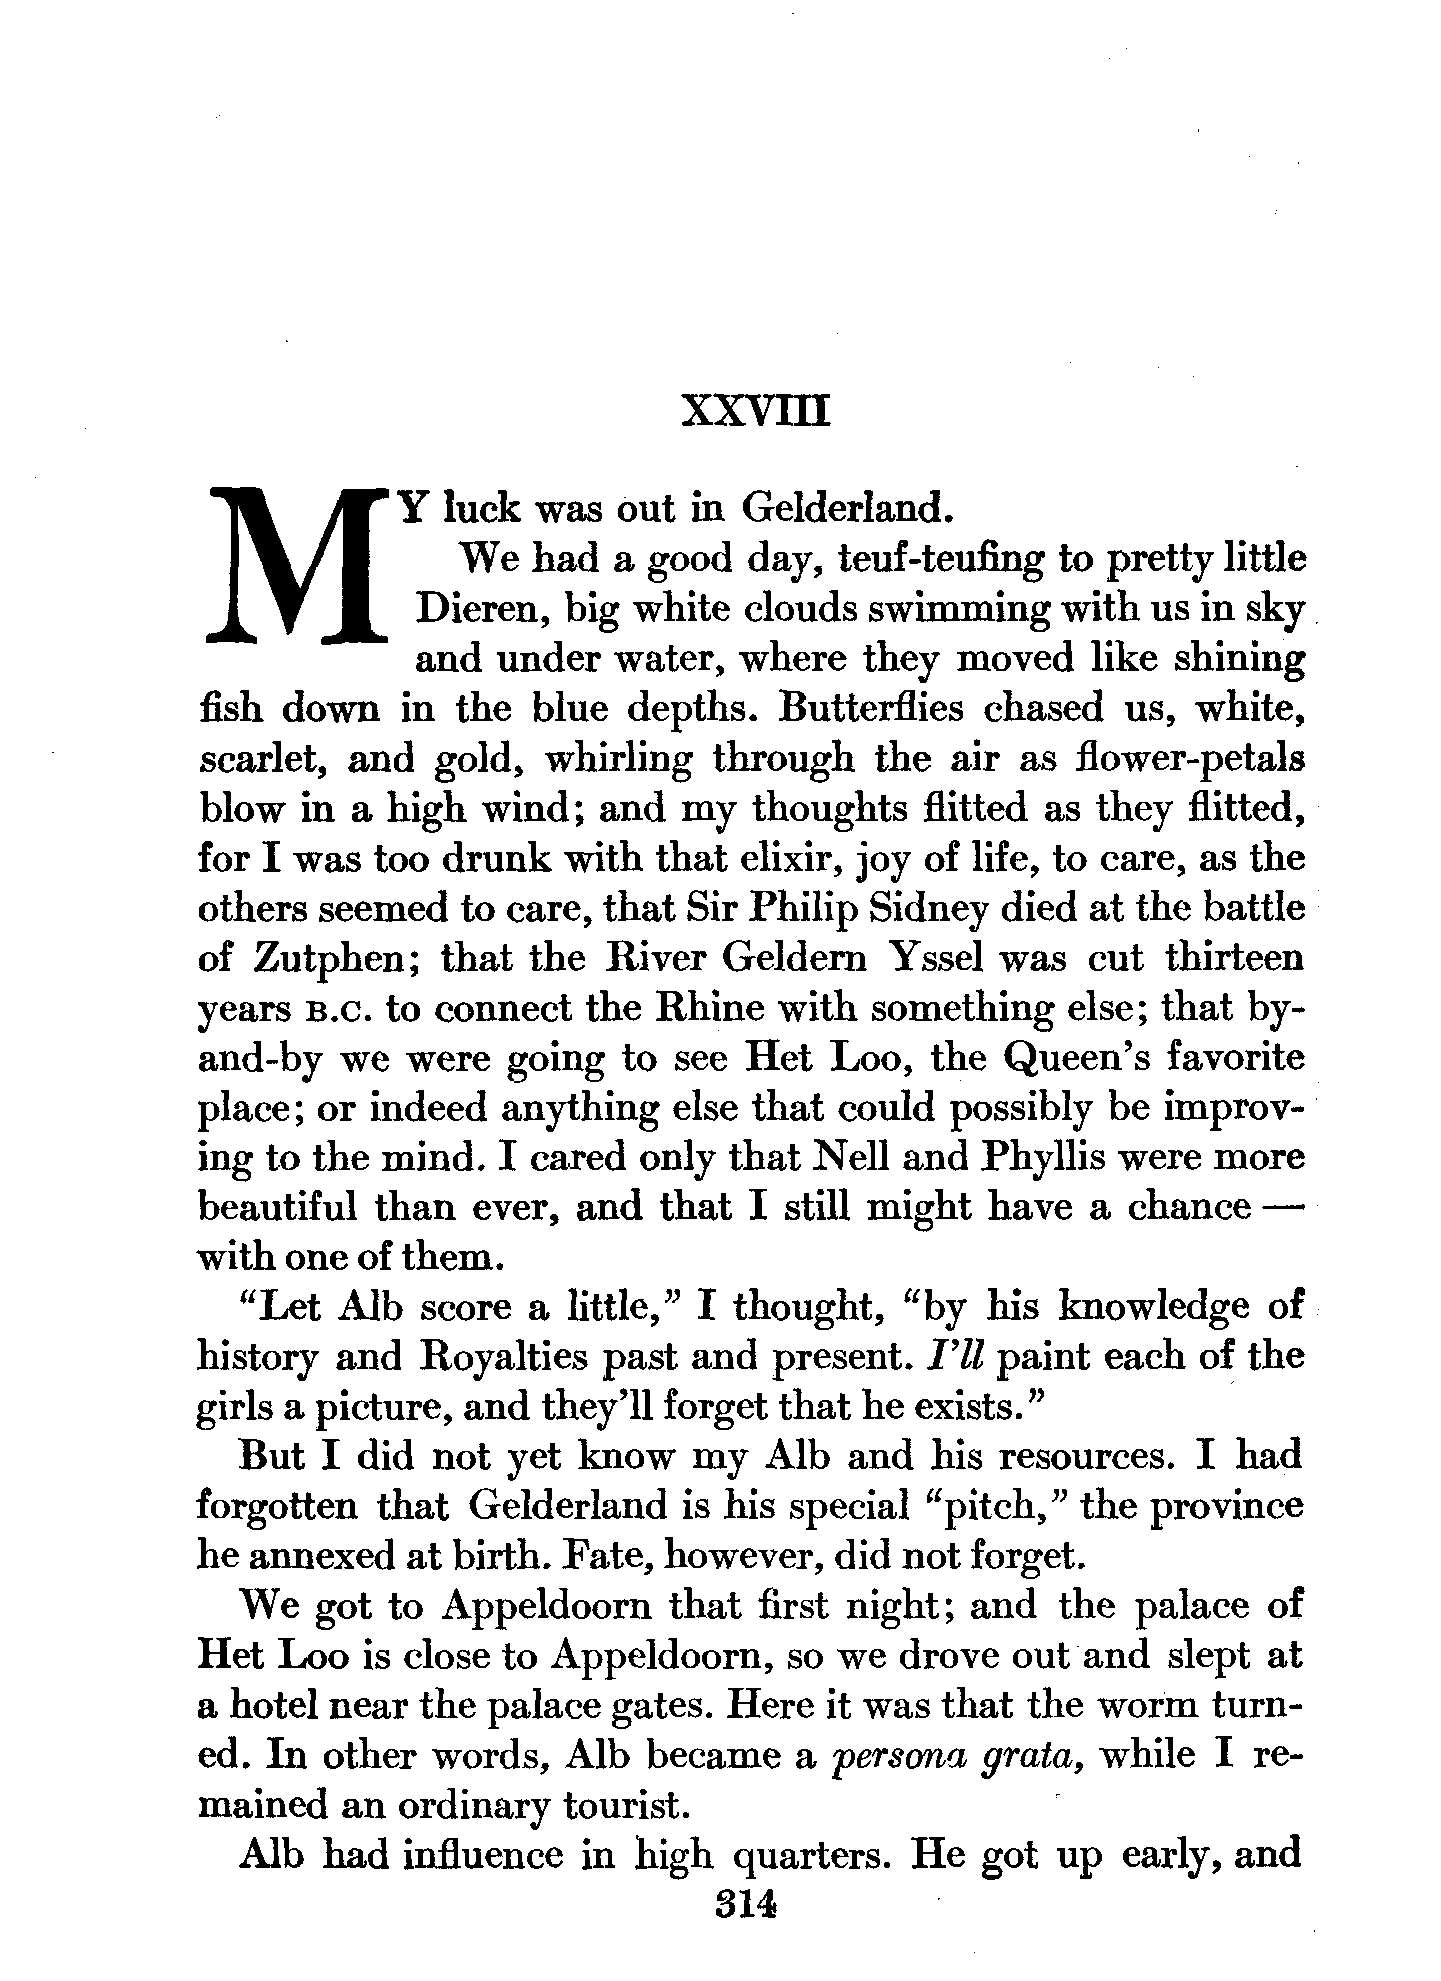 XXVIII
MY luck was out in Gelderland.
We had a good day, teuf-teufing to pretty little
Dieren, big white clouds swimming with us in sky
and under water, where they moved like shining
fish down in the blue depths. Butterflies chased us, white,
scarlet, and gold, whirling through the air as flower-petals
blow in a high wind; and my thoughts flitted as they flitted,
for I was too drunk with that elixir, joy of life, to care, as the
others seemed to care, that Sir Philip Sidney died at the battle
of Zutphen; that the River Geldern Yssel was cut thirteen
years B.C. to connect the Rhine with something else; that by-
and-by we were going to see Het Loo, the Queen's favorite
place; or indeed anything else that could possibly be improv-
ing to the mind. I cared only that Nell and Phyllis were more
beautiful than ever, and that I still might have a chance —
with one of them.
"Let Alb score a little," I thought, "by his knowledge of
history and Royalties past and present. I'll paint each of the
girls a picture, and they'll forget that he exists."
But I did not yet know my Alb and his resources. I had
forgotten that Gelderland is his special "pitch," the province
he annexed at birth. Fate, however, did not forget.
We got to Appeldoorn that first night; and the palace of
Het Loo is close to Appeldoorn, so we drove out and slept at
a hotel near the palace gates. Here it was that the worm turn-
ed. In other words, Alb became a persona grata, while I re-
mained an ordinary tourist.
Alb had influence in high quarters. He got up early, and
314